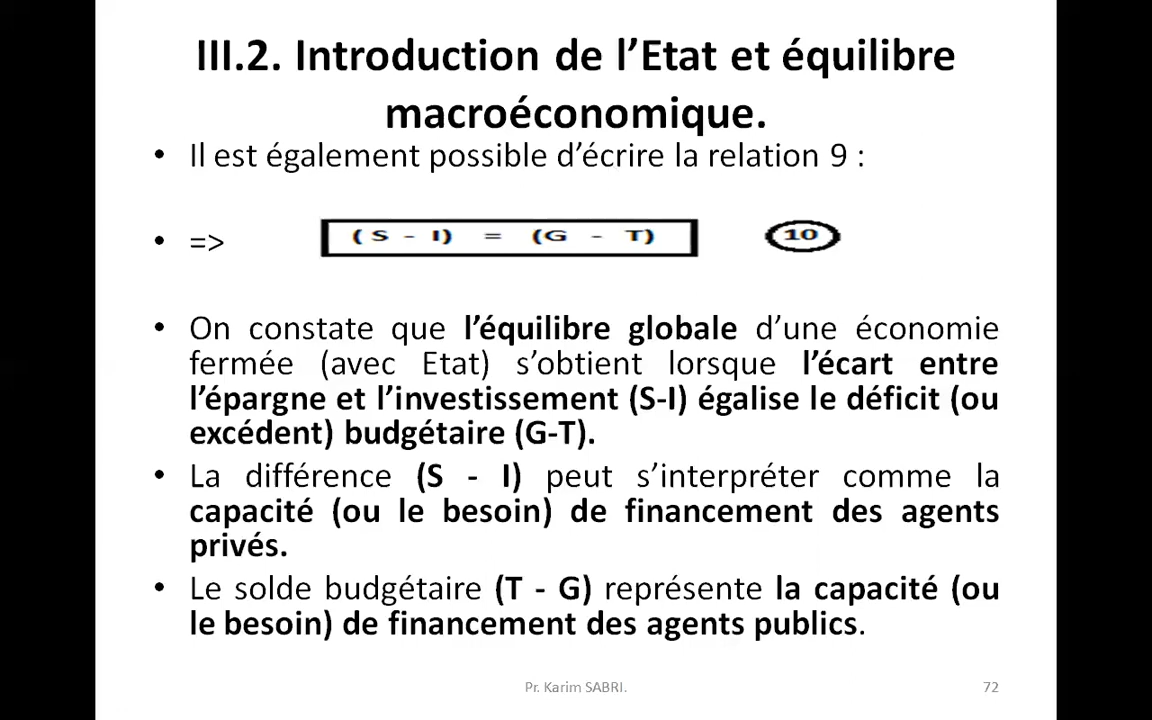 III.2. Introduction de l’Etat et équilibre
macroéconomique.
• Il est également possible d’écrire la relation 9 :
• => ( S - I) = (G - T) 10
• On constate que l’équilibre globale d’une économie
fermée (avec Etat) s’obtient lorsque l’écart entre
l’épargne et l’investissement (S-I) égalise le déficit (ou
excédent) budgétaire (G-T).
• La différence (S - I) peut s’interpréter comme la
capacité (ou le besoin) de financement des agents
privés.
• Le solde budgétaire (T - G) représente la capacité (ou
le besoin) de financement des agents publics.
Pr. Karim SABRI.
72